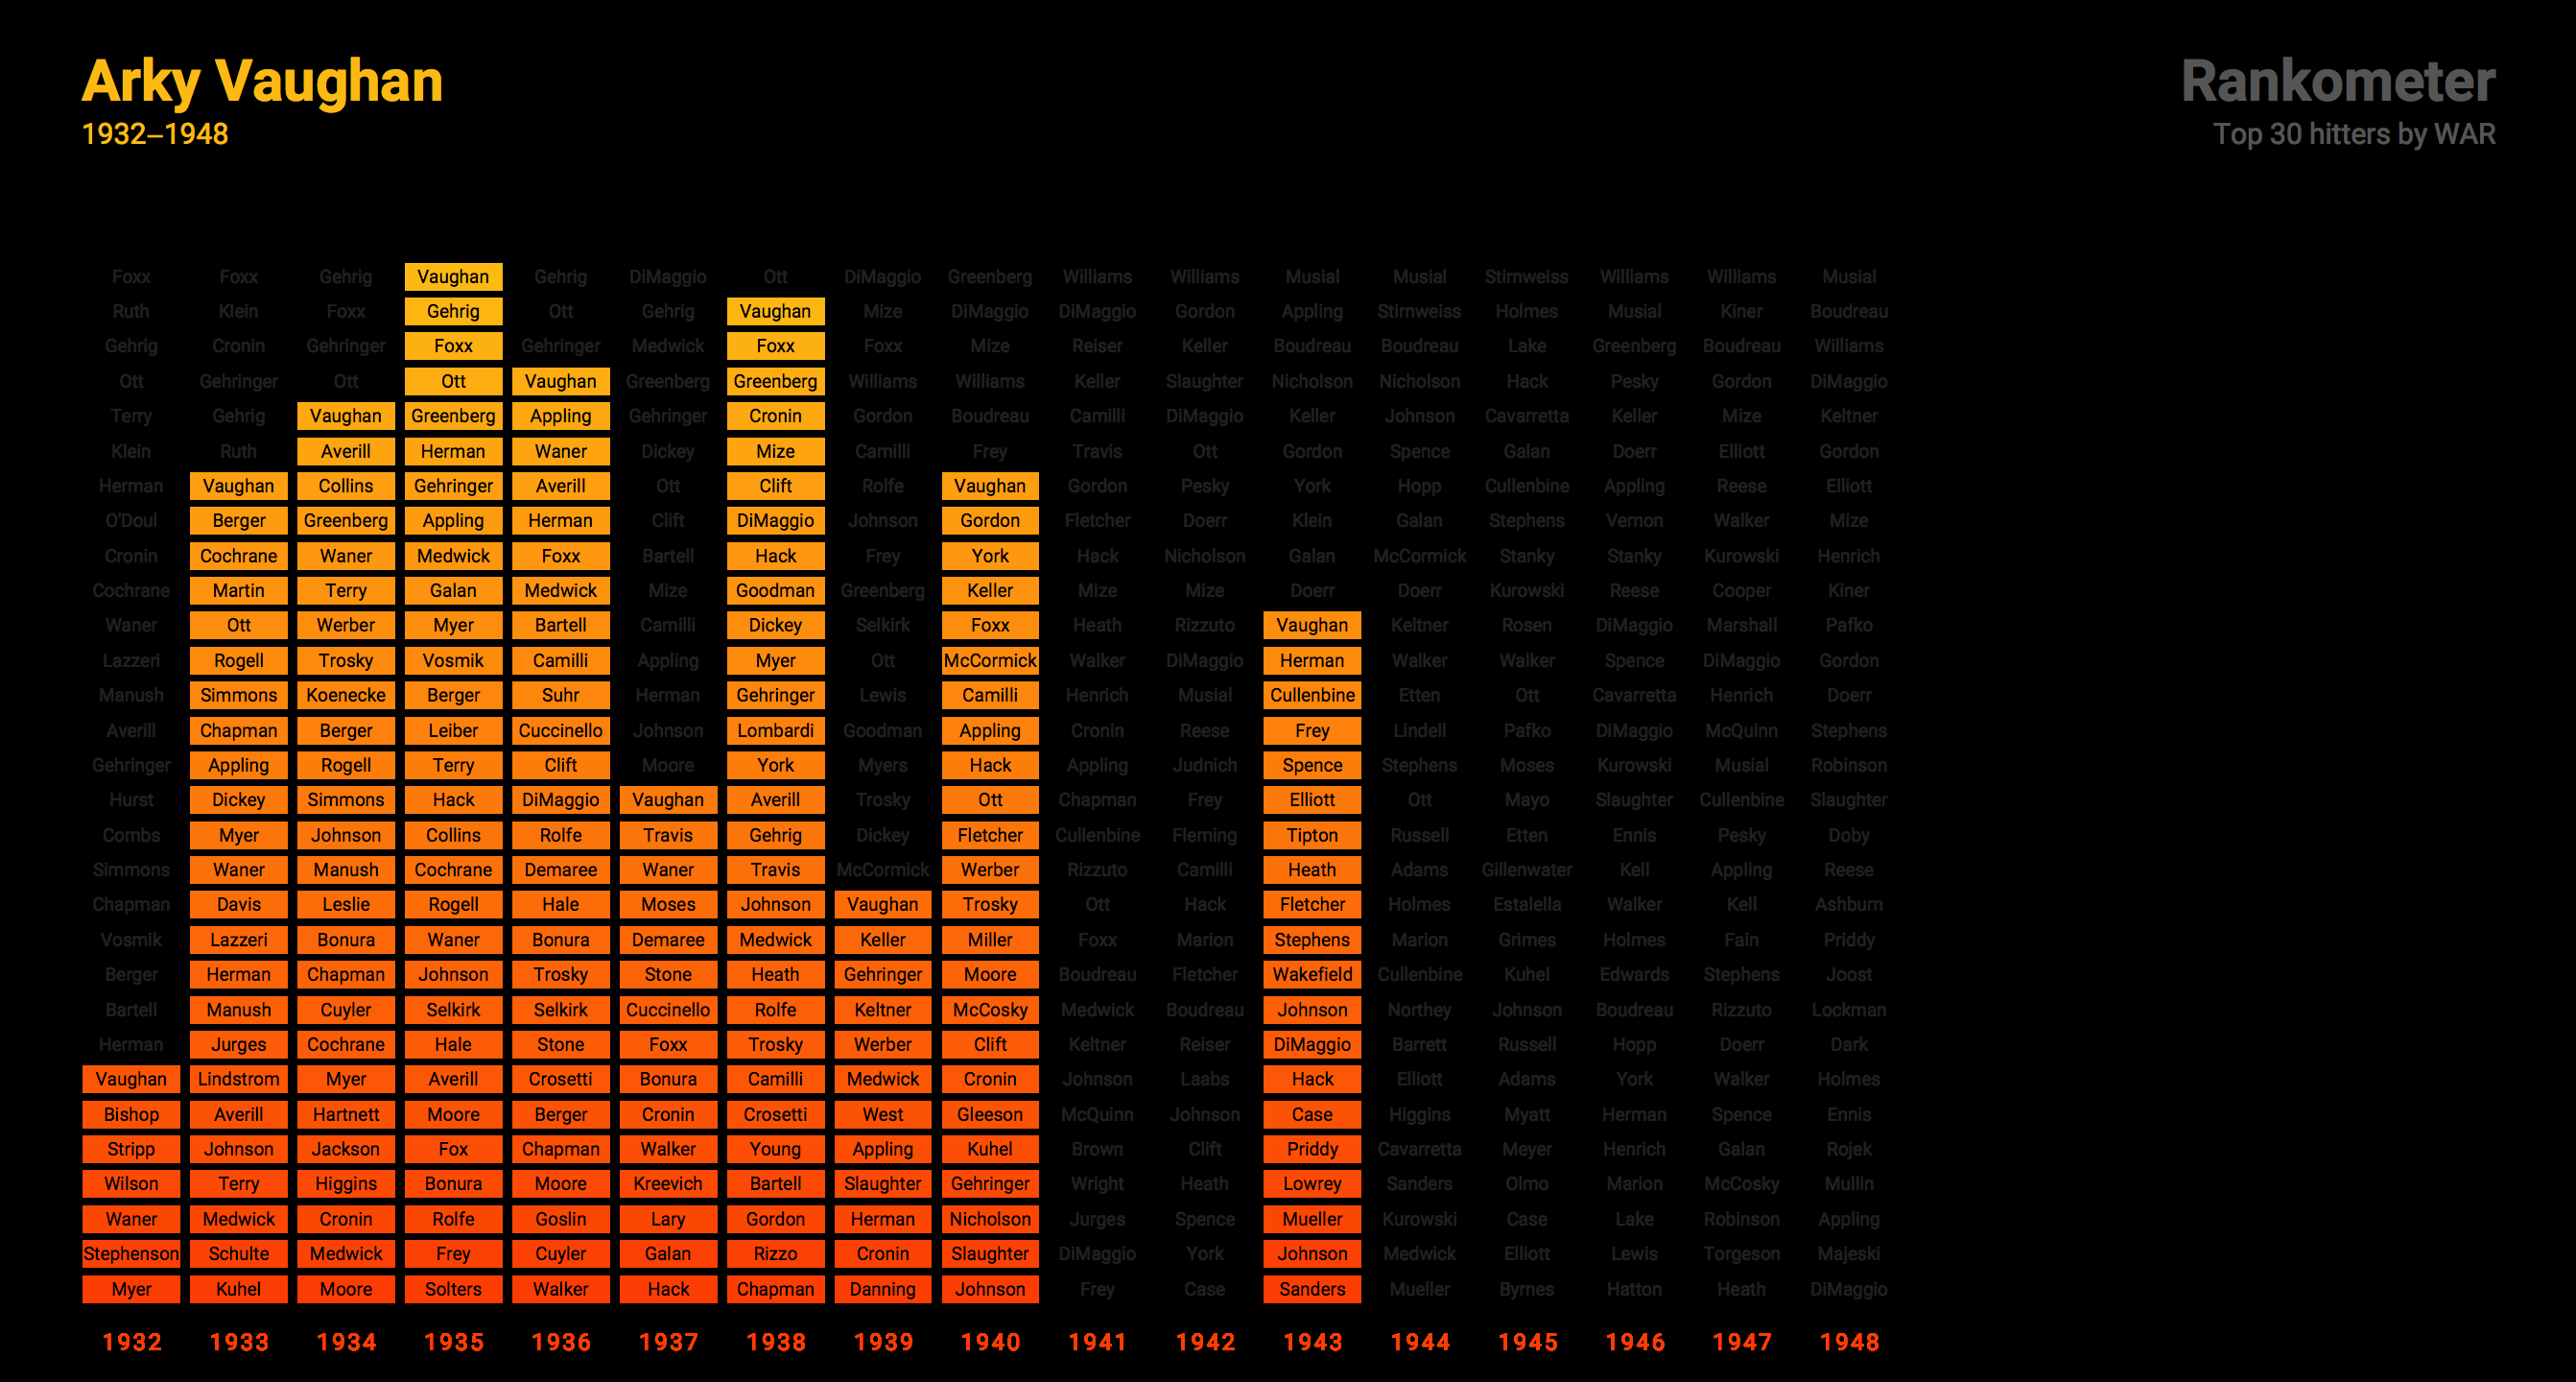 Arky Vaughan
1932–1948
Rankometer
Top 30 hitters by WAR
Foxx Foxx Gehrig Vaughan Gehrig DiMaggio Ott DiMaggio Greenberg Williams Williams Musial Musial Stirnweiss Williams Williams Musial
Ruth Klein Foxx Gehrig Ott Gehrig Vaughan Mize DiMaggio DiMaggio Gordon Appling Stirnweiss Holmes Musial Kiner Boudreau
Gehrig Cronin Gehringer Foxx Gehringer Medwick Foxx Foxx Mize Reiser Keller Boudreau Boudreau Lake Greenberg Boudreau Williams
Ott Gehringer Ott Ott Vaughan Greenberg Greenberg Williams Williams Keller Slaughter Nicholson Nicholson Hack Pesky Gordon DiMaggio
Terry Gehrig Vaughan Greenberg Appling Gehringer Cronin Gordon Boudreau Camilli DiMaggio Keller Johnson Cavarretta Keller Mize Keltner
Klein Ruth Averill Herman Waner Dickey Mize Camilli Frey Travis Ott Gordon Spence Galan Doerr Elliott Gordon
Herman Vaughan Collins Gehringer Averill Ott Clift Rolfe Vaughan Gordon Pesky York Hopp Cullenbine Appling Reese Elliott
O'Doul Berger Greenberg Appling Herman Clift DiMaggio Johnson Gordon Fletcher Doerr Klein Galan Stephens Vernon Walker Mize
Cronin Cochrane Waner Medwick Foxx Bartell Hack Frey York Hack Nicholson Galan McCormick Stanky Stanky Kurowski Henrich
Cochrane Martin Terry Galan Medwick Mize Goodman Greenberg Keller Mize Mize Doerr Doerr Kurowski Reese Cooper Kiner
Waner Ott Werber Myer Bartell Camilli Dickey Selkirk Foxx Heath Rizzuto Vaughan Keltner Rosen DiMaggio Marshall Pafko
Lazzeri Rogell Trosky Vosmik Camilli Appling Myer Ott McCormick Walker DiMaggio Herman Walker Walker Spence DiMaggio Gordon
Manush Simmons Koenecke Berger Suhr Herman Gehringer Lewis Camilli Henrich Musial Cullenbine Etten Ott Cavarretta Henrich Doerr
Averill Chapman Berger Leiber Cuccinello Johnson Lombardi Goodman Appling Cronin Reese Frey Lindell Pafko DiMaggio McQuinn Stephens
Gehringer Appling Rogell Terry Clift Moore York Myers Hack Appling Judnich Spence Stephens Moses Kurowski Musial Robinson
Hurst Dickey Simmons Hack DiMaggio Vaughan Averill Trosky Ott Chapman Frey Elliott Ott Mayo Slaughter Cullenbine Slaughter
Combs Myer Johnson Collins Rolfe Travis Gehrig Dickey Fletcher Cullenbine Fleming Tipton Russell Etten Ennis Pesky Doby
Simmons Waner Manush Cochrane Demaree Waner Travis McCormick Werber Rizzuto Camilli Heath Adams Gillenwater Kell Appling Reese
Chapman Davis Leslie Rogell Hale Moses Johnson Vaughan Trosky Ott Hack Fletcher Holmes Estalella Walker Kell Ashburn
Vosmik Lazzeri Bonura Waner Bonura Demaree Medwick Keller Miller Foxx Marion Stephens Marion Grimes Holmes Fain Priddy
Berger Herman Chapman Johnson Trosky Stone Heath Gehringer Moore Boudreau Fletcher Wakefield Cullenbine Kuhel Edwards Stephens Joost
Bartell Manush Cuyler Selkirk Selkirk Cuccinello Rolfe Keltner McCosky Medwick Boudreau Johnson Northey Johnson Boudreau Rizzuto Lockman
Herman Jurges Cochrane Hale Stone Foxx Trosky Werber Clift Keltner Reiser DiMaggio Barrett Russell Hopp Doerr Dark
Vaughan Lindstrom Myer Averill Crosetti Bonura Camilli Medwick Cronin Johnson Laabs Hack Elliott Adams York Walker Holmes
Bishop Averill Hartnett Moore Berger Cronin Crosetti West Gleeson McQuinn Johnson Case Higgins Myatt Herman Spence Ennis
Stripp Johnson Jackson Fox Chapman Walker Young Appling Kuhel Brown Clift Priddy Cavarretta Meyer Henrich Galan Rojek
Wilson Terry Higgins Bonura Moore Kreevich Bartell Slaughter Gehringer Wright Heath Lowrey Sanders Olmo Marion McCosky Mullin
Waner Medwick Cronin Rolfe Goslin Lary Gordon Herman Nicholson Jurges Spence Mueller Kurowski Case Lake Robinson Appling
Stephenson Schulte Medwick Frey Cuyler Galan Rizzo Cronin Slaughter DiMaggio York Johnson Medwick Elliott Lewis Torgeson Majeski
Myer Kuhel Moore Solters Walker Hack Chapman Danning Johnson Frey Case Sanders Mueller Byrnes Hatton Heath DiMaggio
1932 1933 1934 1935 1936 1937 1938 1939 1940 1941 1942 1943 1944 1945 1946 1947 1948